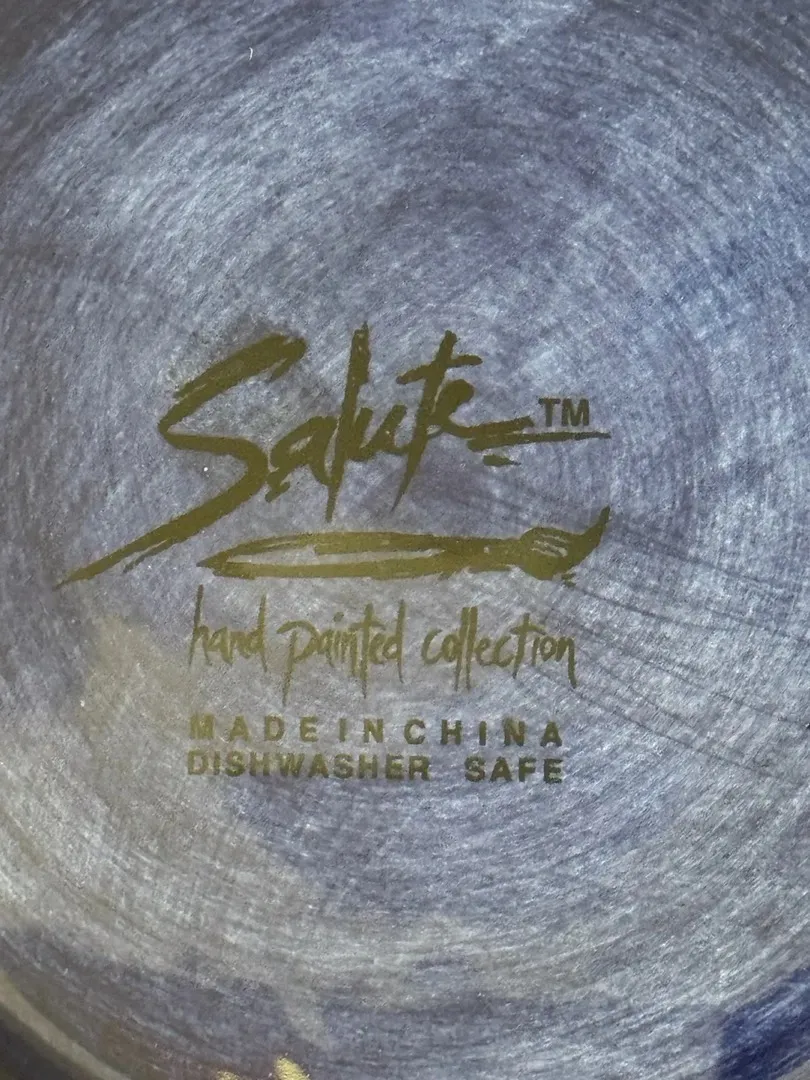 Salute™
hand painted collection
MADE IN CHINA
DISHWASHER SAFE